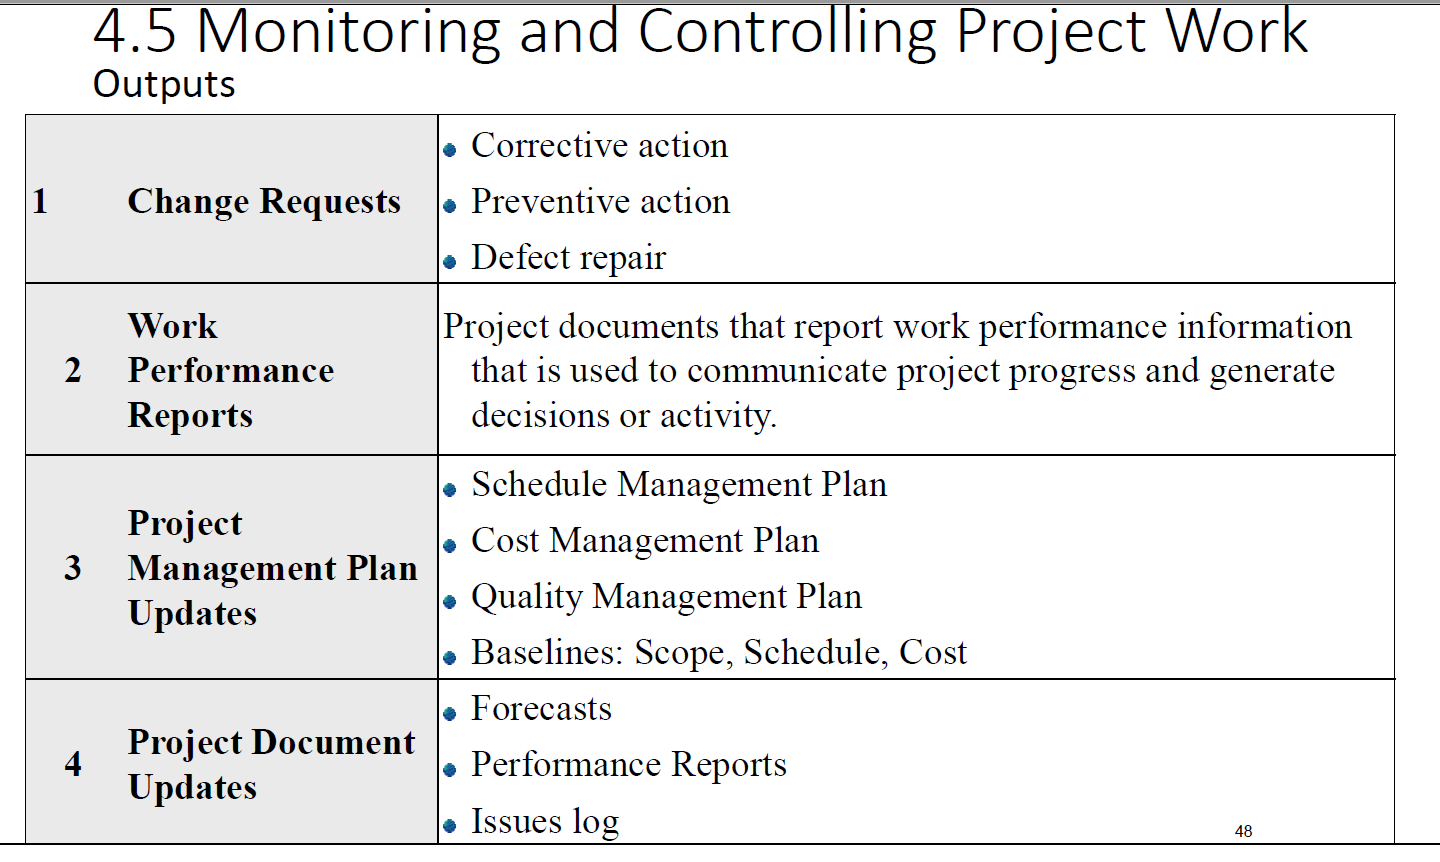 4.5 Monitoring and Controlling Project Work
Outputs
1 Change Requests
Corrective action
Preventive action
Defect repair
2 Work
Performance
Reports
Project documents that report work performance information
that is used to communicate project progress and generate
decisions or activity.
3 Project
Management Plan
Updates
Schedule Management Plan
Cost Management Plan
Quality Management Plan
Baselines: Scope, Schedule, Cost
4 Project Document
Updates
Forecasts
Performance Reports
Issues log
48